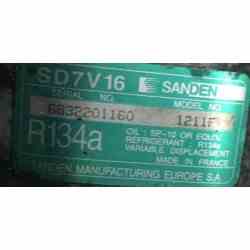 SD7V16 SANDEN
SERIAL NO. MODEL NO.
6632201160 1211F
R134a
OIL: SP-10 OR EQUIV.
REFRIGERANT: R134a
VARIABLE DISPLACEMENT
MADE IN FRANCE
SANDEN MANUFACTURING EUROPE S.A.